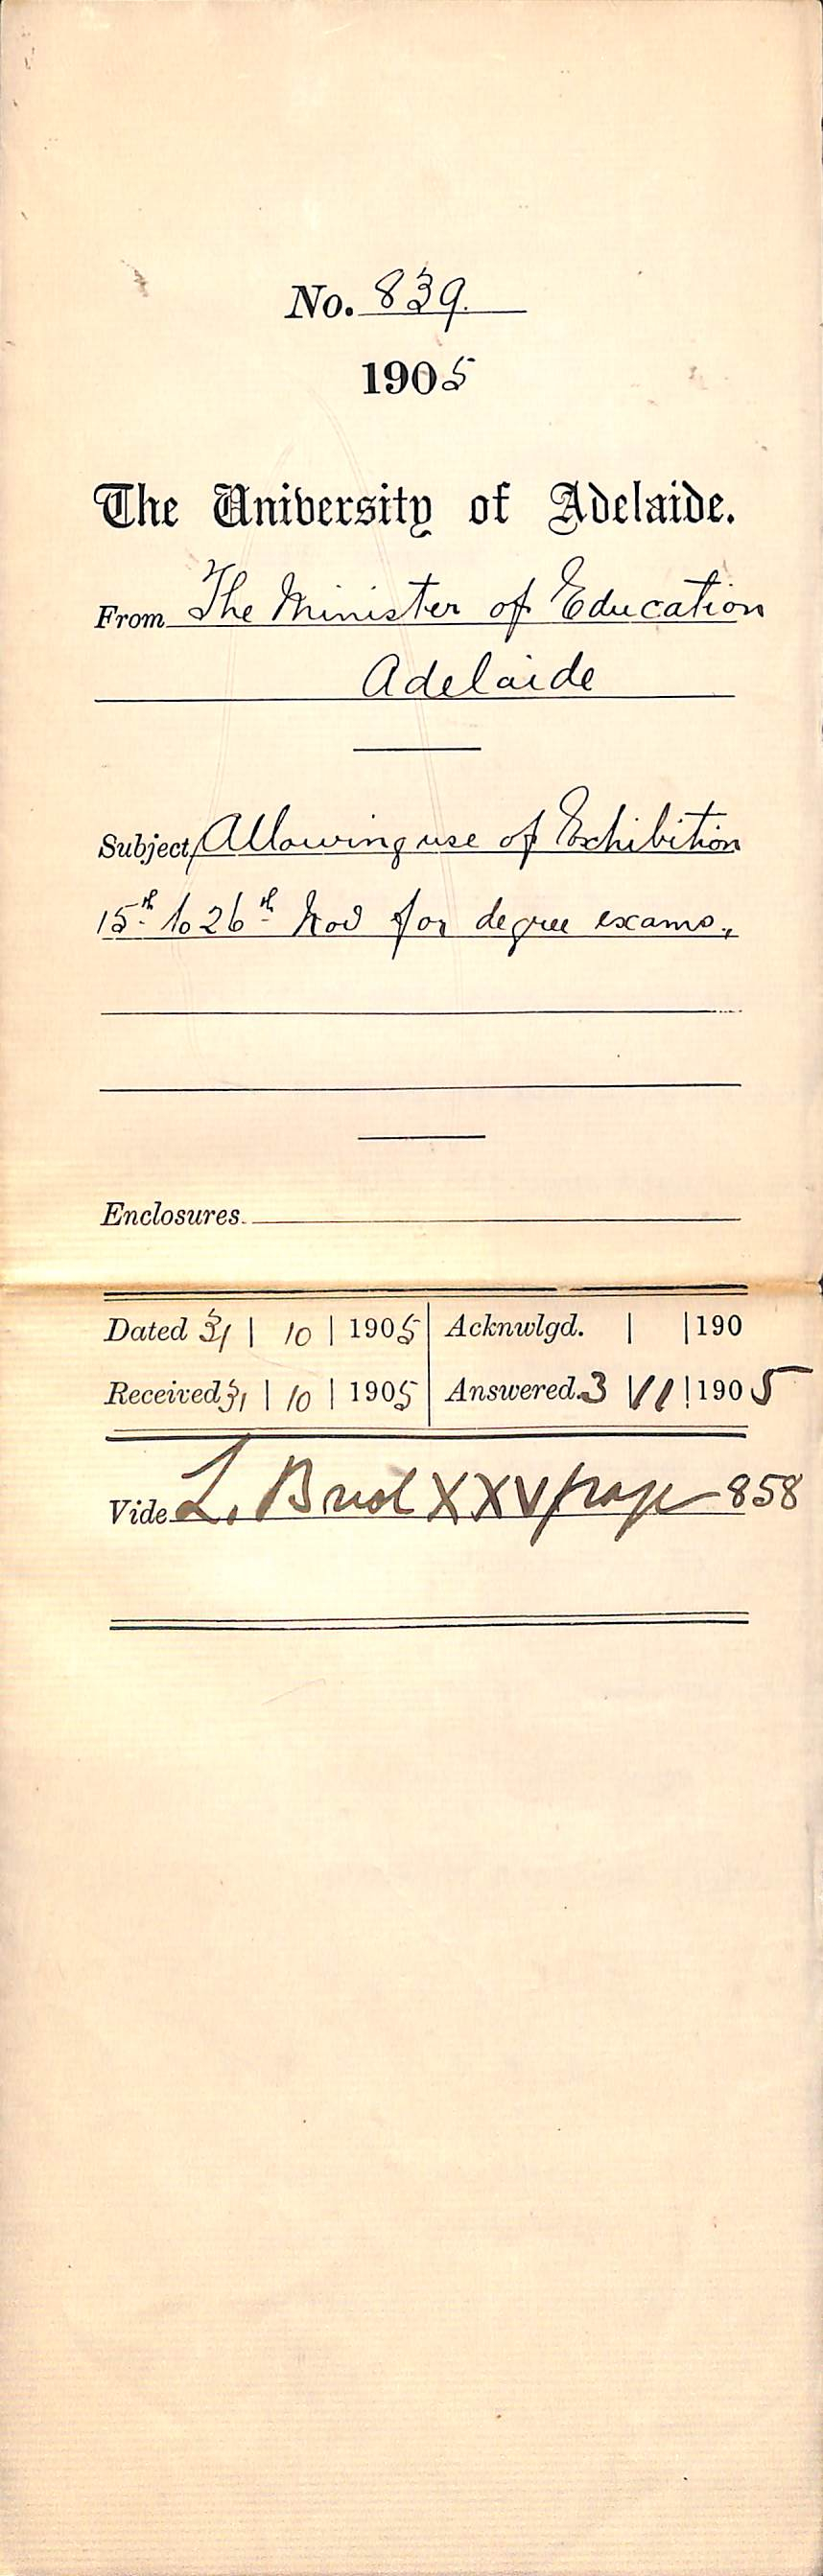 No. 839.
1905
The University of Adelaide.
From The Minister of Education
Adelaide
Subject, Allowing use of Exhibition
15th to 26th Nov for degree exams.,
Enclosures.
Dated 31 | 10 | 1905 | Acknwlgd. | | 190
Received 31 | 10 | 1905 | Answered. 3 | 11 | 1905
Vide L. B XXV page 858